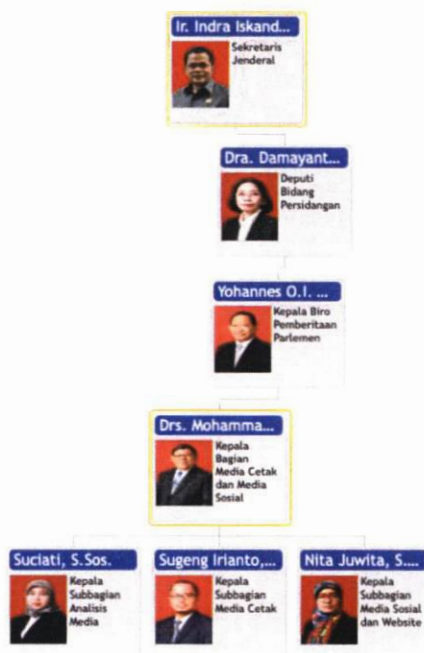 Ir. Indra Iskand...
Sekretaris
Jenderal
Dra. Damayant...
Deputi
Bidang
Persidangan
Yohannes O.I. ...
Kepala Biro
Pemberitaan
Parlemen
Drs. Mohamma...
Kepala
Bagian
Media Cetak
dan Media
Sosial
Suciati, S.Sos.
Kepala
Subbagian
Analisis
Media
Sugeng Irianto,...
Kepala
Subbagian
Media Cetak
Nita Juwita, S....
Kepala
Subbagian
Media Sosial
dan Website